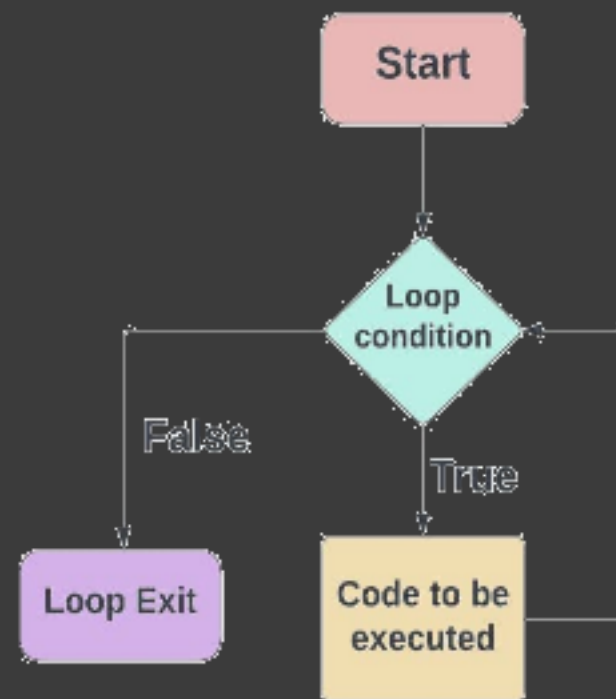 Start
Loop
condition
False
True
Loop Exit
Code to be
executed